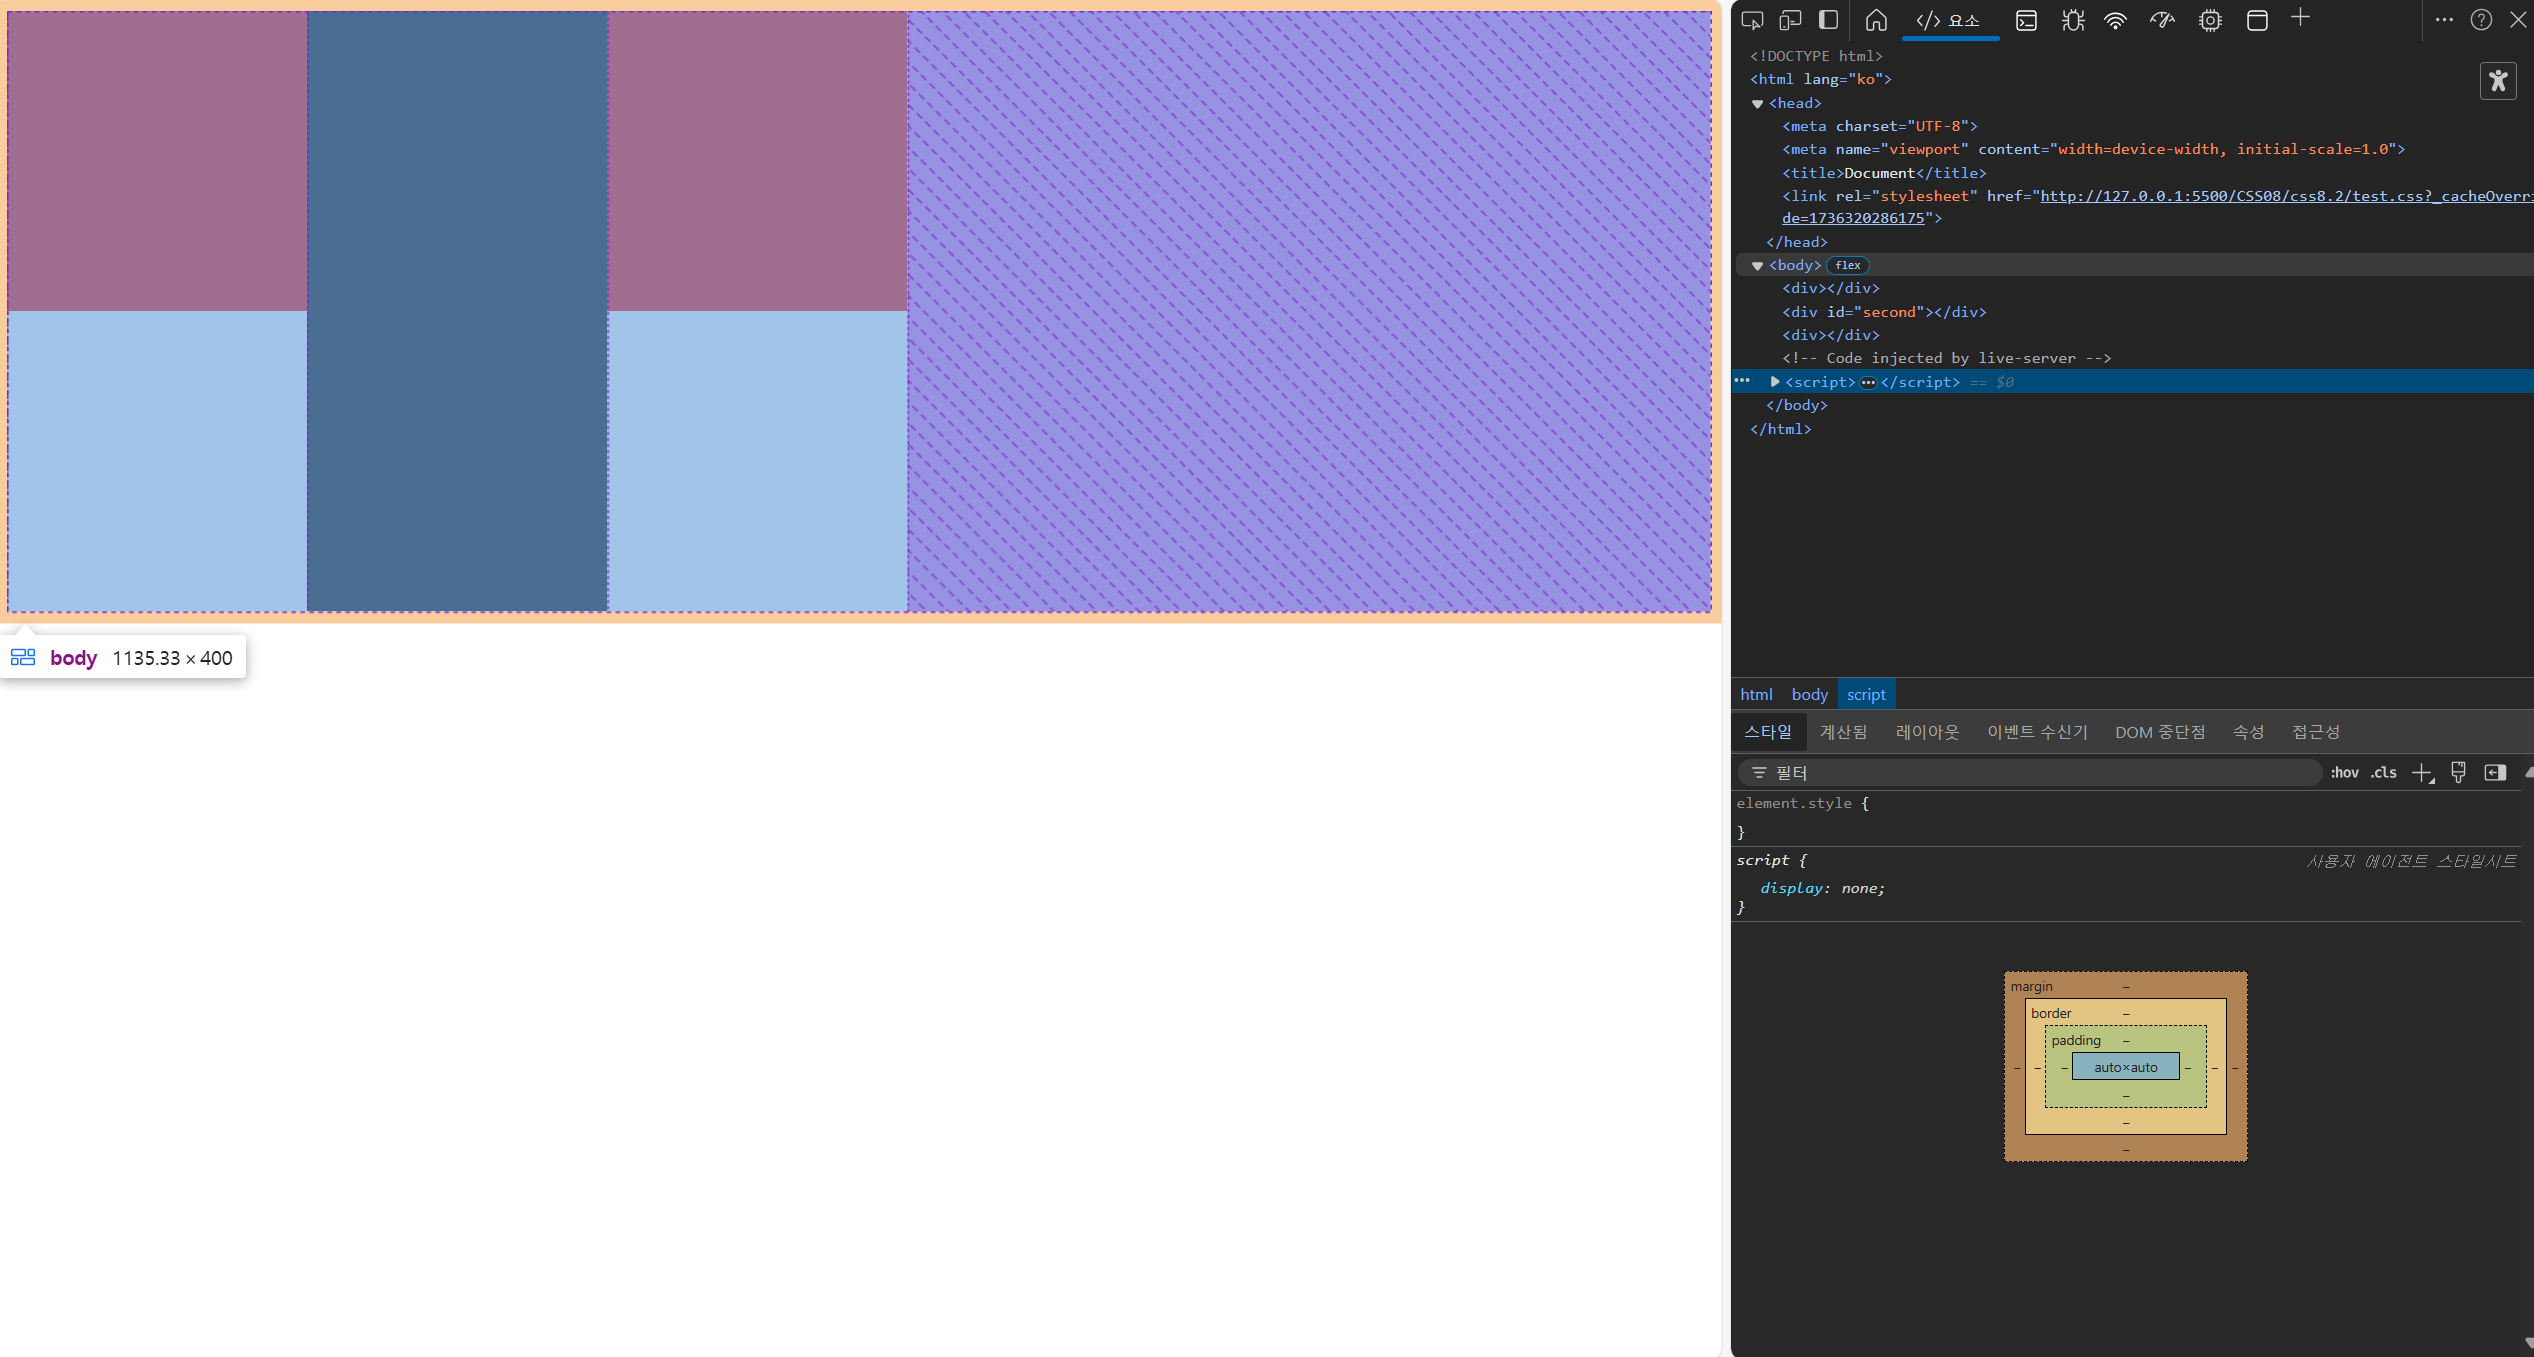 body 1135.33 × 400
</> 요소
<!DOCTYPE html>
<html lang="ko">
<head>
<meta charset="UTF-8">
<meta name="viewport" content="width=device-width, initial-scale=1.0">
<title>Document</title>
<link rel="stylesheet" href="http://127.0.0.1:5500/CSS08/css8.2/test.css?_cacheOverri
de=1736320286175">
</head>
<body> flex
<div></div>
<div id="second"></div>
<div></div>
<!-- Code injected by live-server -->
<script>…</script> == $0
</body>
</html>
html body script
스타일 계산됨 레이아웃 이벤트 수신기 DOM 중단점 속성 접근성
필터 :hov .cls
element.style {
}
script { 사용자 에이전트 스타일시트
display: none;
}
margin –
border –
padding –
– – – auto×auto – – –
–
–
–